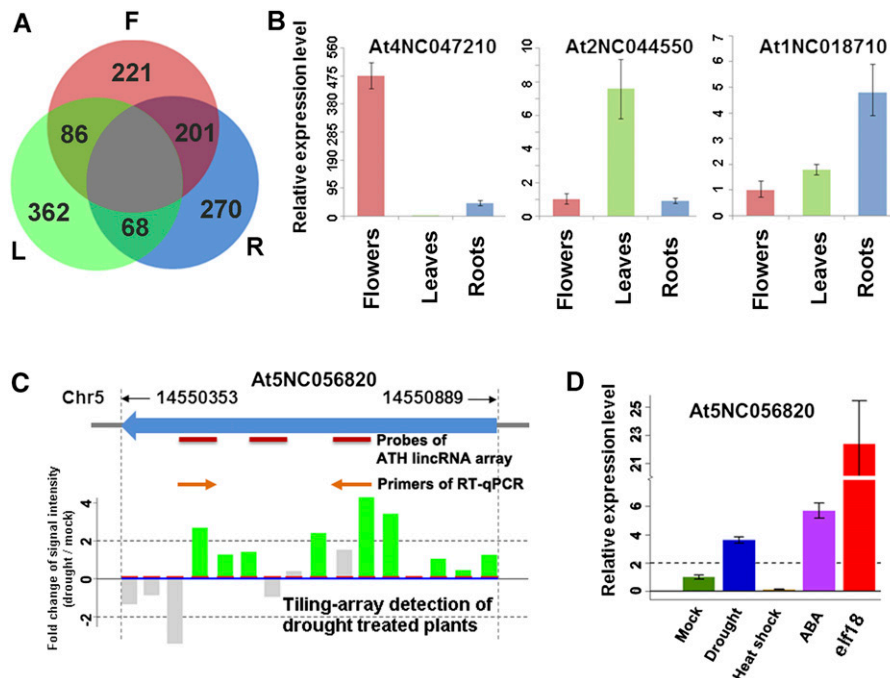 A
F
221
86
201
362
68
270
L
R
B
Relative expression level
At4NC047210
560
475
380
285
190
95
0
Flowers
Leaves
Roots
At2NC044550
10
8
6
4
2
0
Flowers
Leaves
Roots
At1NC018710
7
6
5
4
3
2
1
0
Flowers
Leaves
Roots
C
At5NC056820
Chr5
14550353
14550889
Probes of
ATH lincRNA array
Primers of RT-qPCR
Fold change of signal intensity
(drought / mock)
4
2
0
-2
Tiling-array detection of
drought treated plants
D
At5NC056820
Relative expression level
25
23
21
8
6
4
2
0
Mock
Drought
Heat shock
ABA
elf18